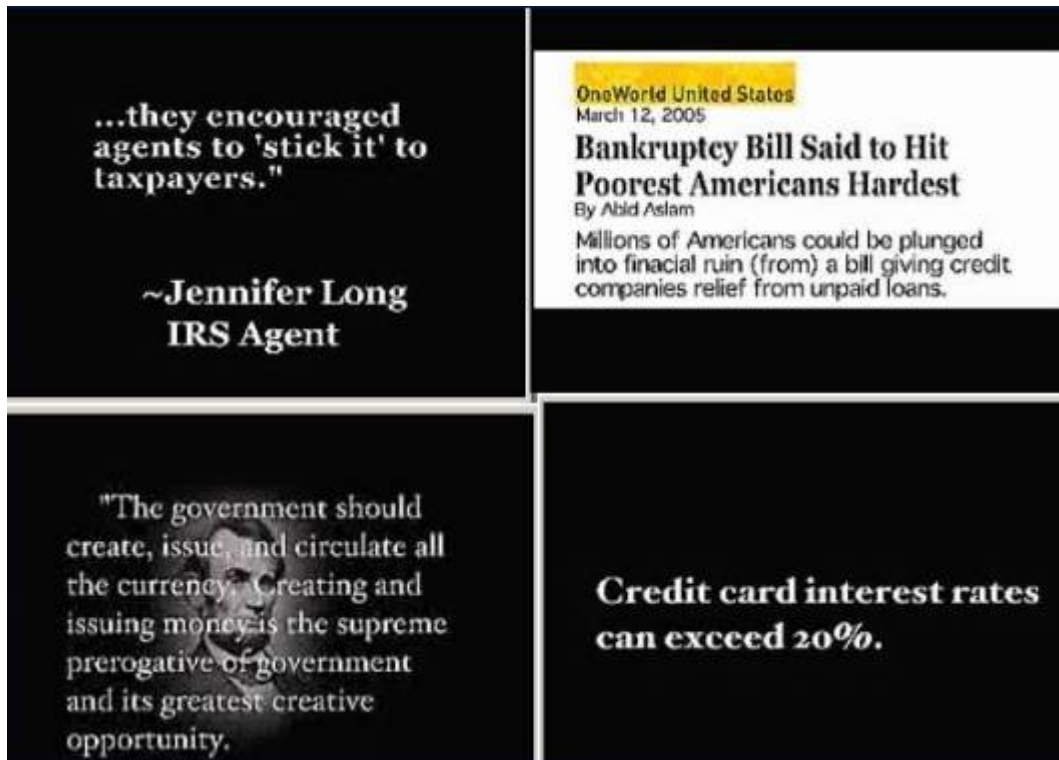 ...they encouraged
agents to 'stick it' to
taxpayers."
~Jennifer Long
IRS Agent
OneWorld United States
March 12, 2005
Bankruptcy Bill Said to Hit
Poorest Americans Hardest
By Abid Aslam
Millions of Americans could be plunged
into finacial ruin (from) a bill giving credit
companies relief from unpaid loans.
"The government should
create, issue, and circulate all
the currency. Creating and
issuing money is the supreme
prerogative of government
and its greatest creative
opportunity.
Credit card interest rates
can exceed 20%.